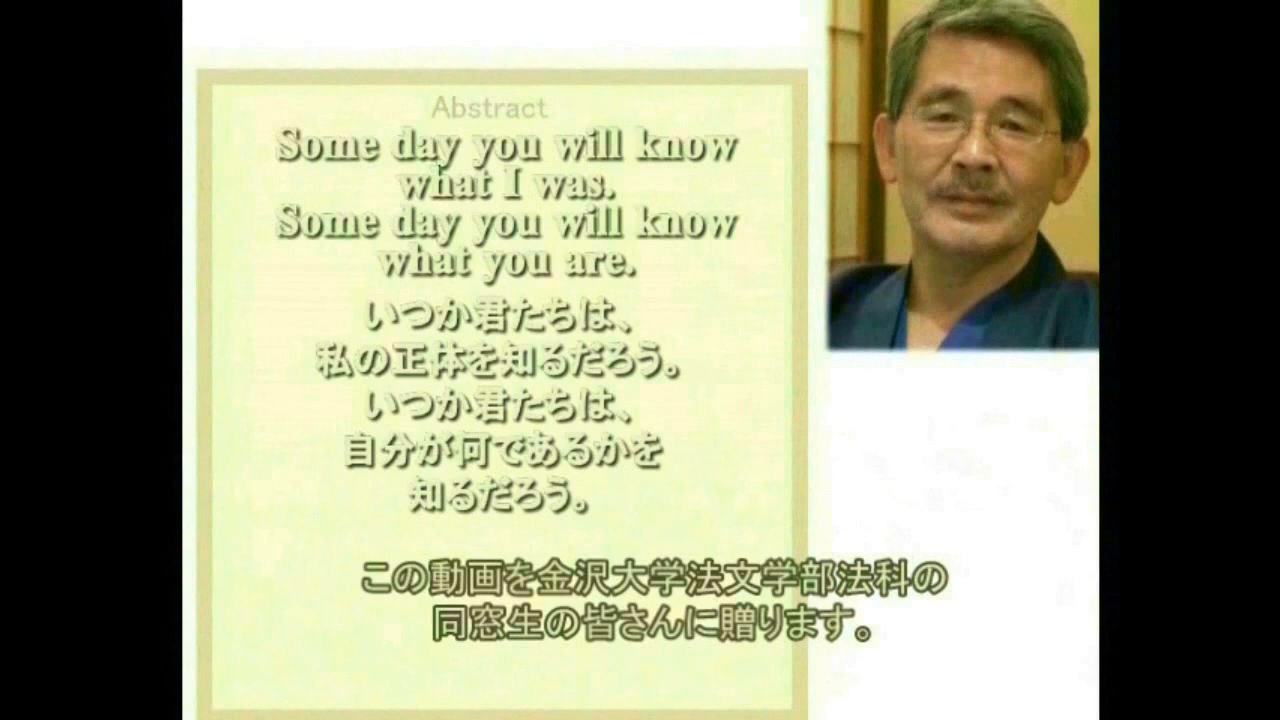 Abstract
Some day you will know
what I was.
Some day you will know
what you are.
いつか君たちは、
私の正体を知るだろう。
いつか君たちは、
自分が何であるかを
知るだろう。
この動画を金沢大学法文学部法科の
同窓生の皆さんに贈ります。